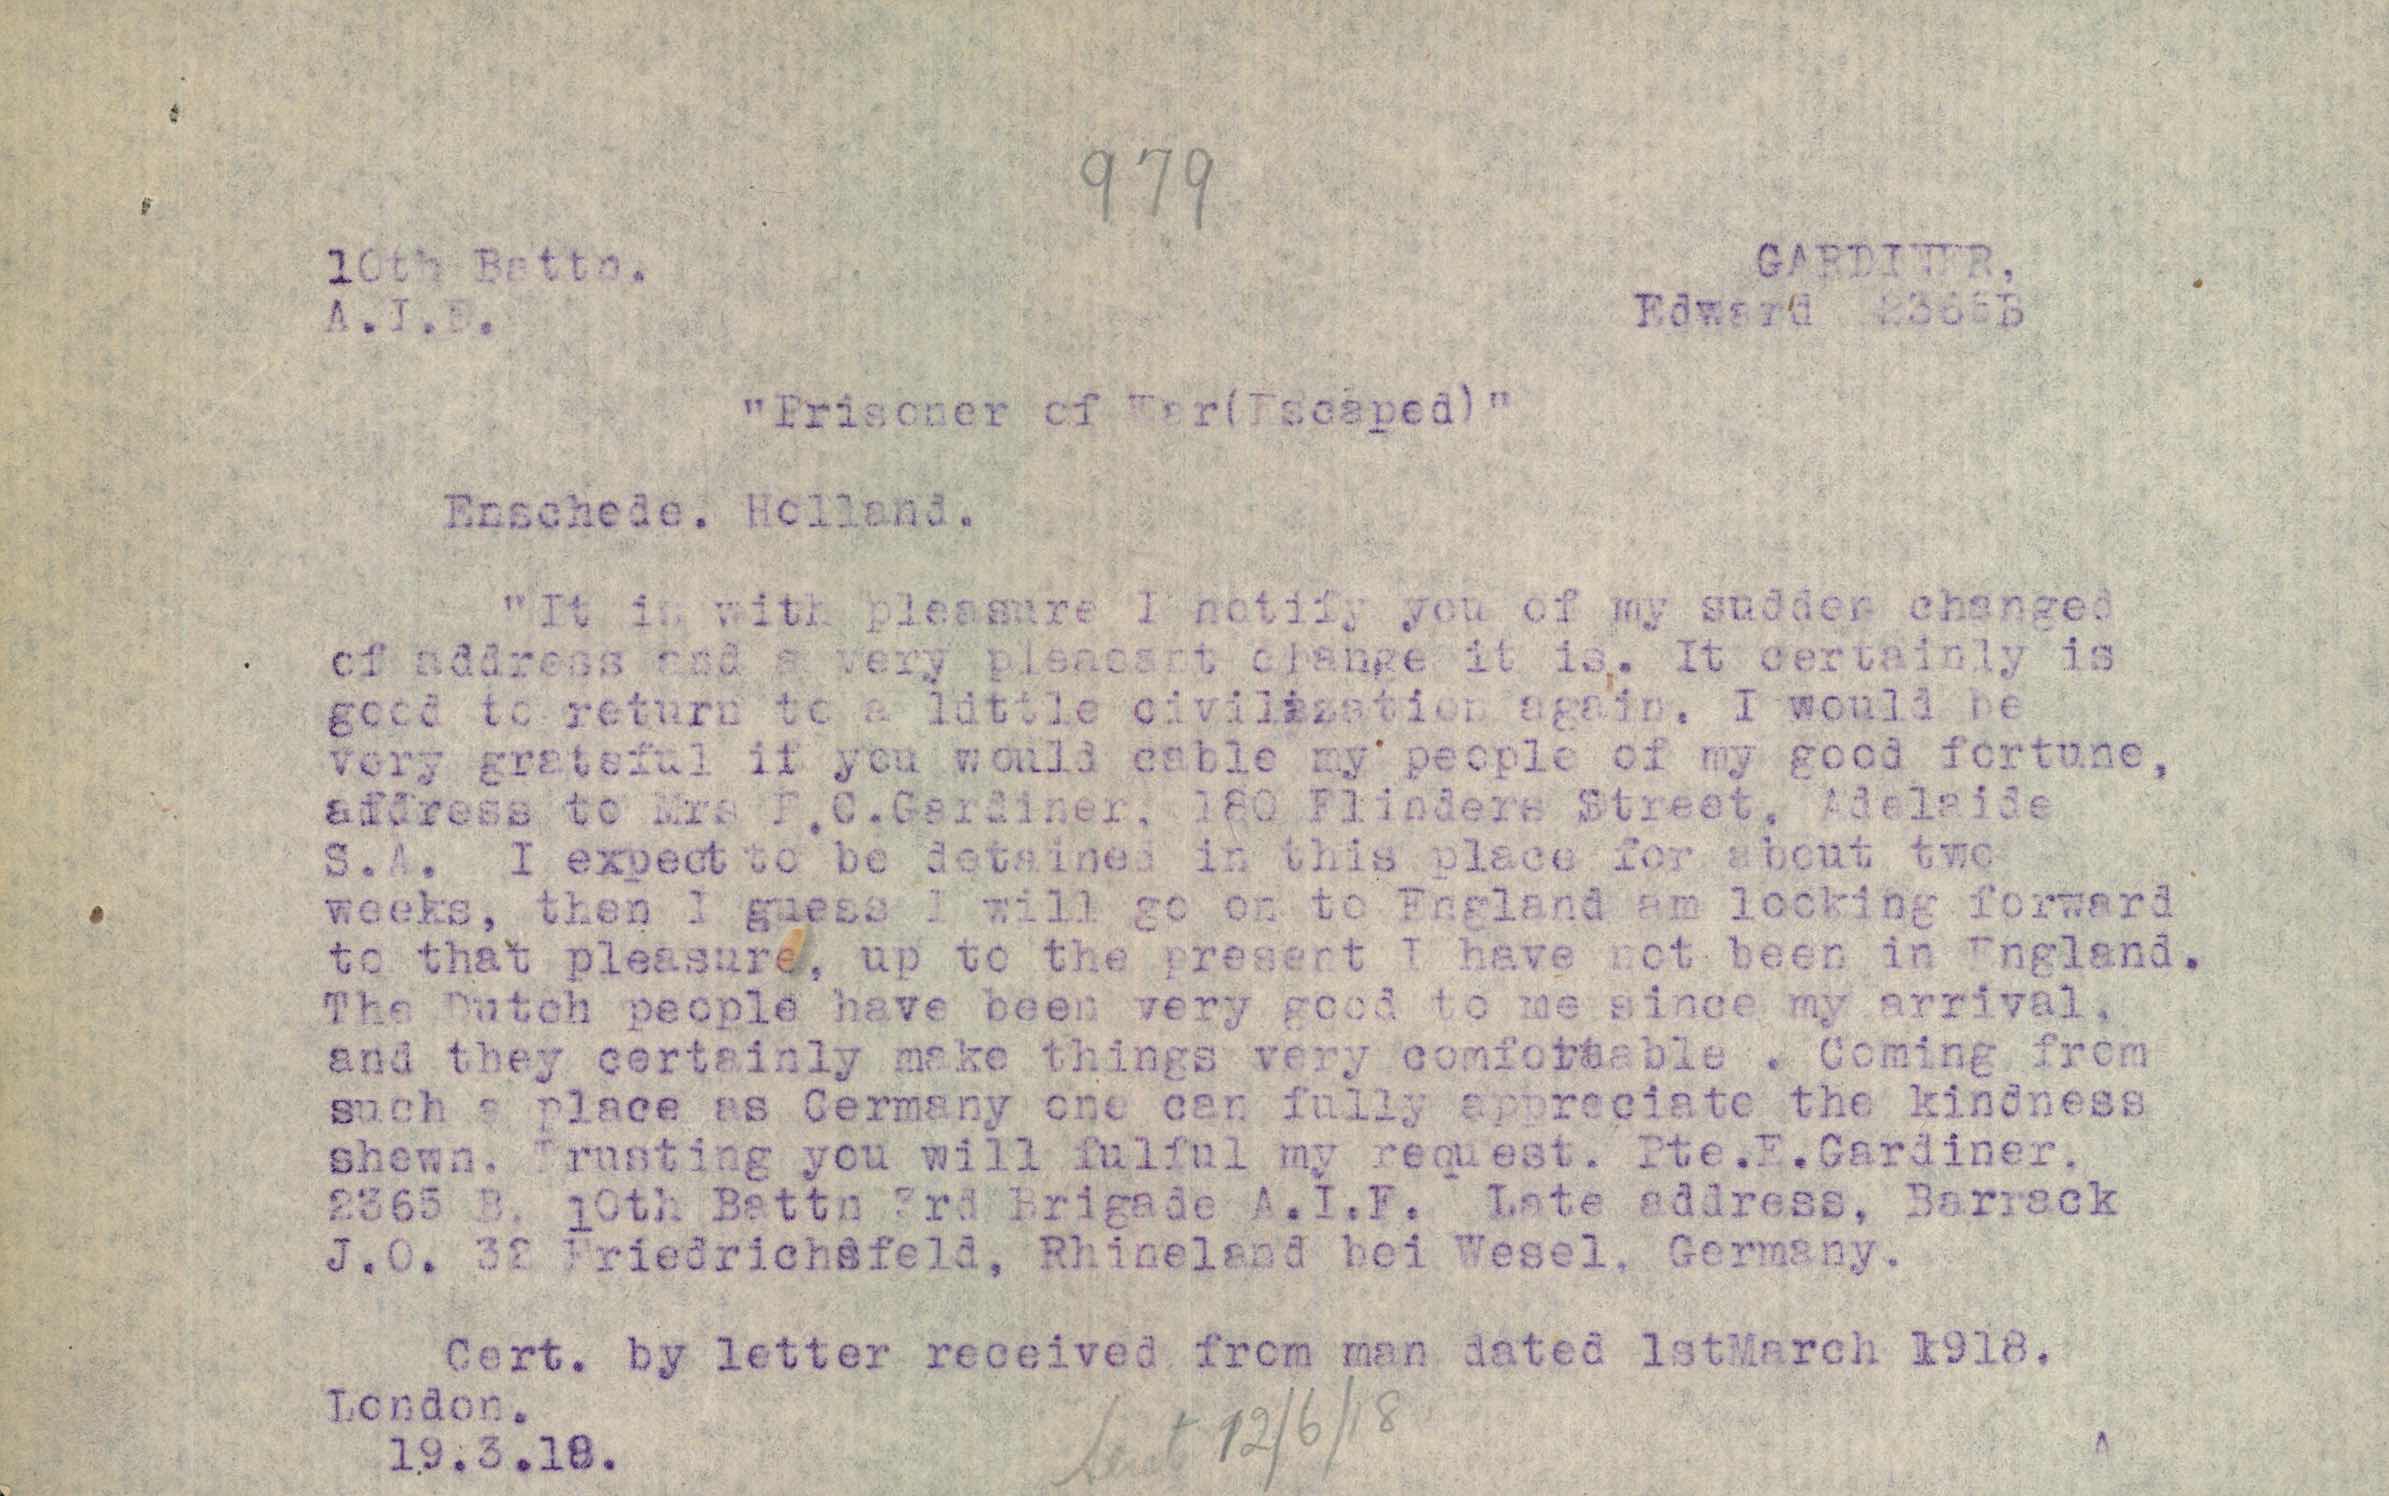 979
10th Battn. GARDINER,
A.I.F. Edward 2365B
"Prisoner of War(Escaped)"
Enschede. Holland.
"It is with pleasure I notify you of my sudden changed
of address and a very pleaosant change it is. It certainly is
good to return to a little civilization again. I would be
very grateful if you would cable my people of my good fortune,
address to Mrs F.C.Gardiner, 180 Flinders Street, Adelaide
S.A. I expect to be detained in this place for about two
weeks, then I guess I will go on to England am looking forward
to that pleasure, up to the present I have not been in England.
The Dutch people have been very good to me since my arrival,
and they certainly make things very comfortable . Coming from
such a place as Germany one can fully appreciate the kindness
shewn. Trusting you will fulful my request. Pte.E.Gardiner.
2365 B. 10th Battn 3rd Brigade A.I.F. Late address, Barrack
J.O. 32 Friedrichsfeld, Rhineland bei Wesel, Germany.
Cert. by letter received from man dated 1stMarch 1918.
London.
19.3.18.
Sent 12/6/18